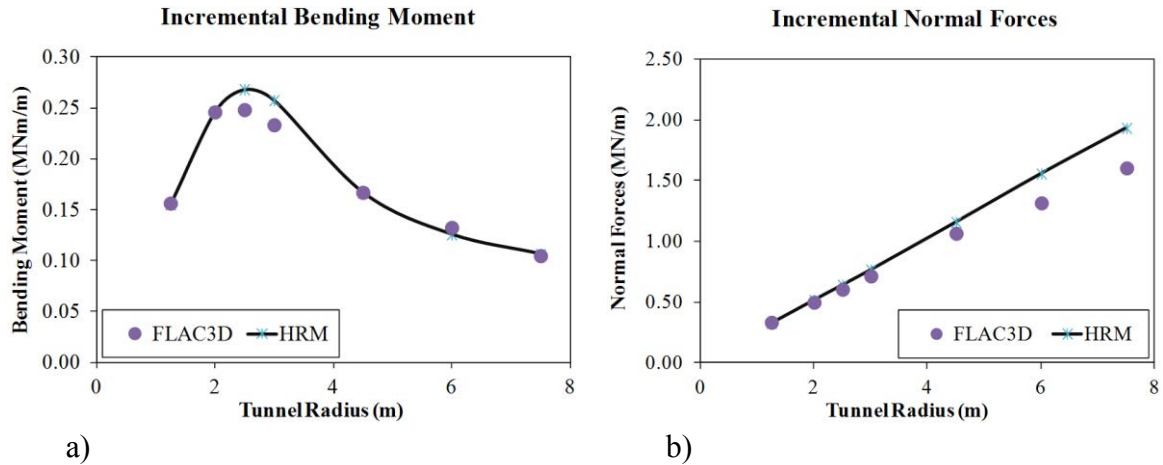 Incremental Bending Moment
Bending Moment (MNm/m)
0.30
0.25
0.20
0.15
0.10
0.05
0.00
FLAC3D HRM
0 2 4 6 8
Tunnel Radius (m)
a)
Incremental Normal Forces
Normal Forces (MN/m)
2.50
2.00
1.50
1.00
0.50
0.00
FLAC3D HRM
0 2 4 6 8
Tunnel Radius (m)
b)